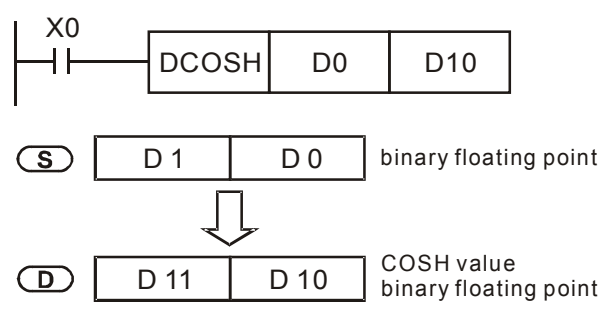 X0
DCOSH D0 D10
S D 1 D 0 binary floating point
D D 11 D 10 COSH value
binary floating point